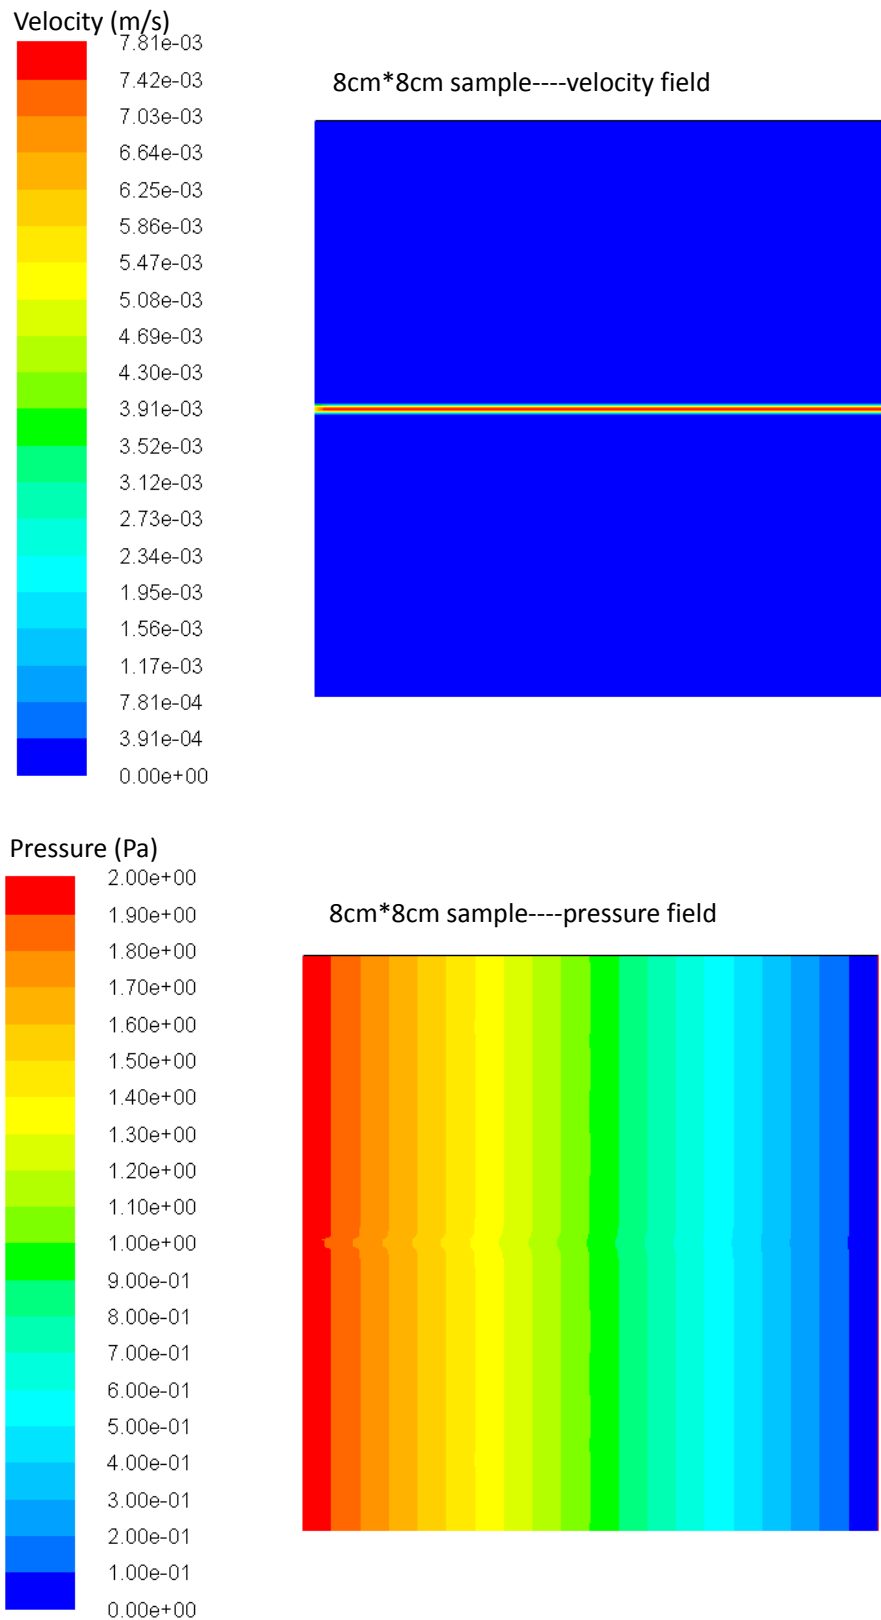 Velocity (m/s)
7.81e-03
7.42e-03
7.03e-03
6.64e-03
6.25e-03
5.86e-03
5.47e-03
5.08e-03
4.69e-03
4.30e-03
3.91e-03
3.52e-03
3.12e-03
2.73e-03
2.34e-03
1.95e-03
1.56e-03
1.17e-03
7.81e-04
3.91e-04
0.00e+00
8cm*8cm sample----velocity field
Pressure (Pa)
2.00e+00
1.90e+00
1.80e+00
1.70e+00
1.60e+00
1.50e+00
1.40e+00
1.30e+00
1.20e+00
1.10e+00
1.00e+00
9.00e-01
8.00e-01
7.00e-01
6.00e-01
5.00e-01
4.00e-01
3.00e-01
2.00e-01
1.00e-01
0.00e+00
8cm*8cm sample----pressure field